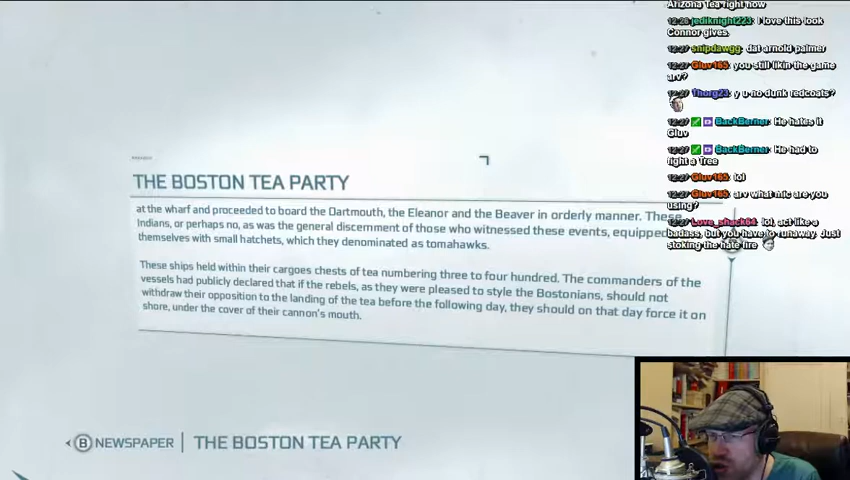 Arizona Tea right now
12:26 jediknight223: I love this look
Connor gives.
12:27 snipdawgg: dat arnold palmer
12:27 Gluv165: you still likin the game
arv?
12:27 Thorg23: y u no dunk redcoats?
12:27 BackBerner: He hates it
Gluv
12:27 BackBerner: He had to
fight a Tree
12:27 Gluv165: lol
12:27 Gluv165: arv what mic are you
using?
12:27 Love_shack64: lol, act like a
badass, but you have to runaway. Just
stoking the hate fire
THE BOSTON TEA PARTY
at the wharf and proceeded to board the Dartmouth, the Eleanor and the Beaver in orderly manner. These
Indians, or perhaps no, as was the general discernment of those who witnessed these events, equipped
themselves with small hatchets, which they denominated as tomahawks.
These ships held within their cargoes chests of tea numbering three to four hundred. The commanders of the
vessels had publicly declared that if the rebels, as they were pleased to style the Bostonians, should not
withdraw their opposition to the landing of the tea before the following day, they should on that day force it on
shore, under the cover of their cannon's mouth.
B NEWSPAPER | THE BOSTON TEA PARTY